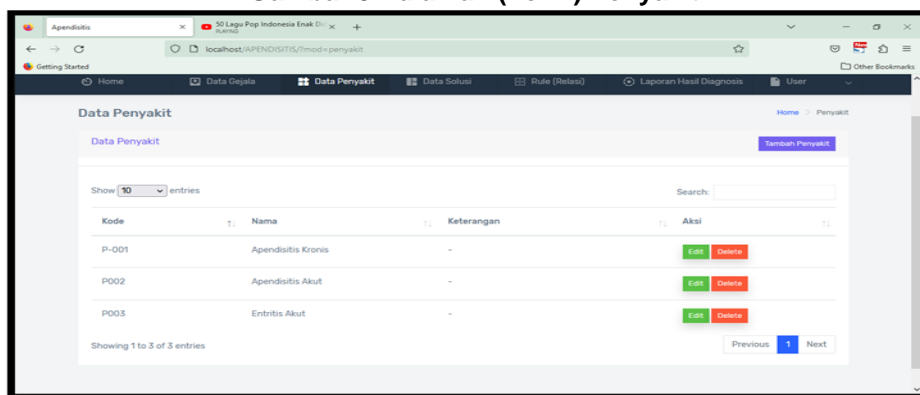 Apendisitis
50 Lagu Pop Indonesia Enak
PLAYING
localhost/APENDISITIS/?mod=penyakit
Getting Started
Other Bookmarks
Home Data Gejala Data Penyakit Data Solusi Rule (Relasi) Laporan Hasil Diagnosis User
Data Penyakit
Home > Penyakit
Data Penyakit
Tambah Penyakit
Show 10 entries
Search:
Kode Nama Keterangan Aksi
P-001 Apendisitis Kronis - Edit Delete
P002 Apendisitis Akut - Edit Delete
P003 Entritis Akut - Edit Delete
Showing 1 to 3 of 3 entries
Previous 1 Next